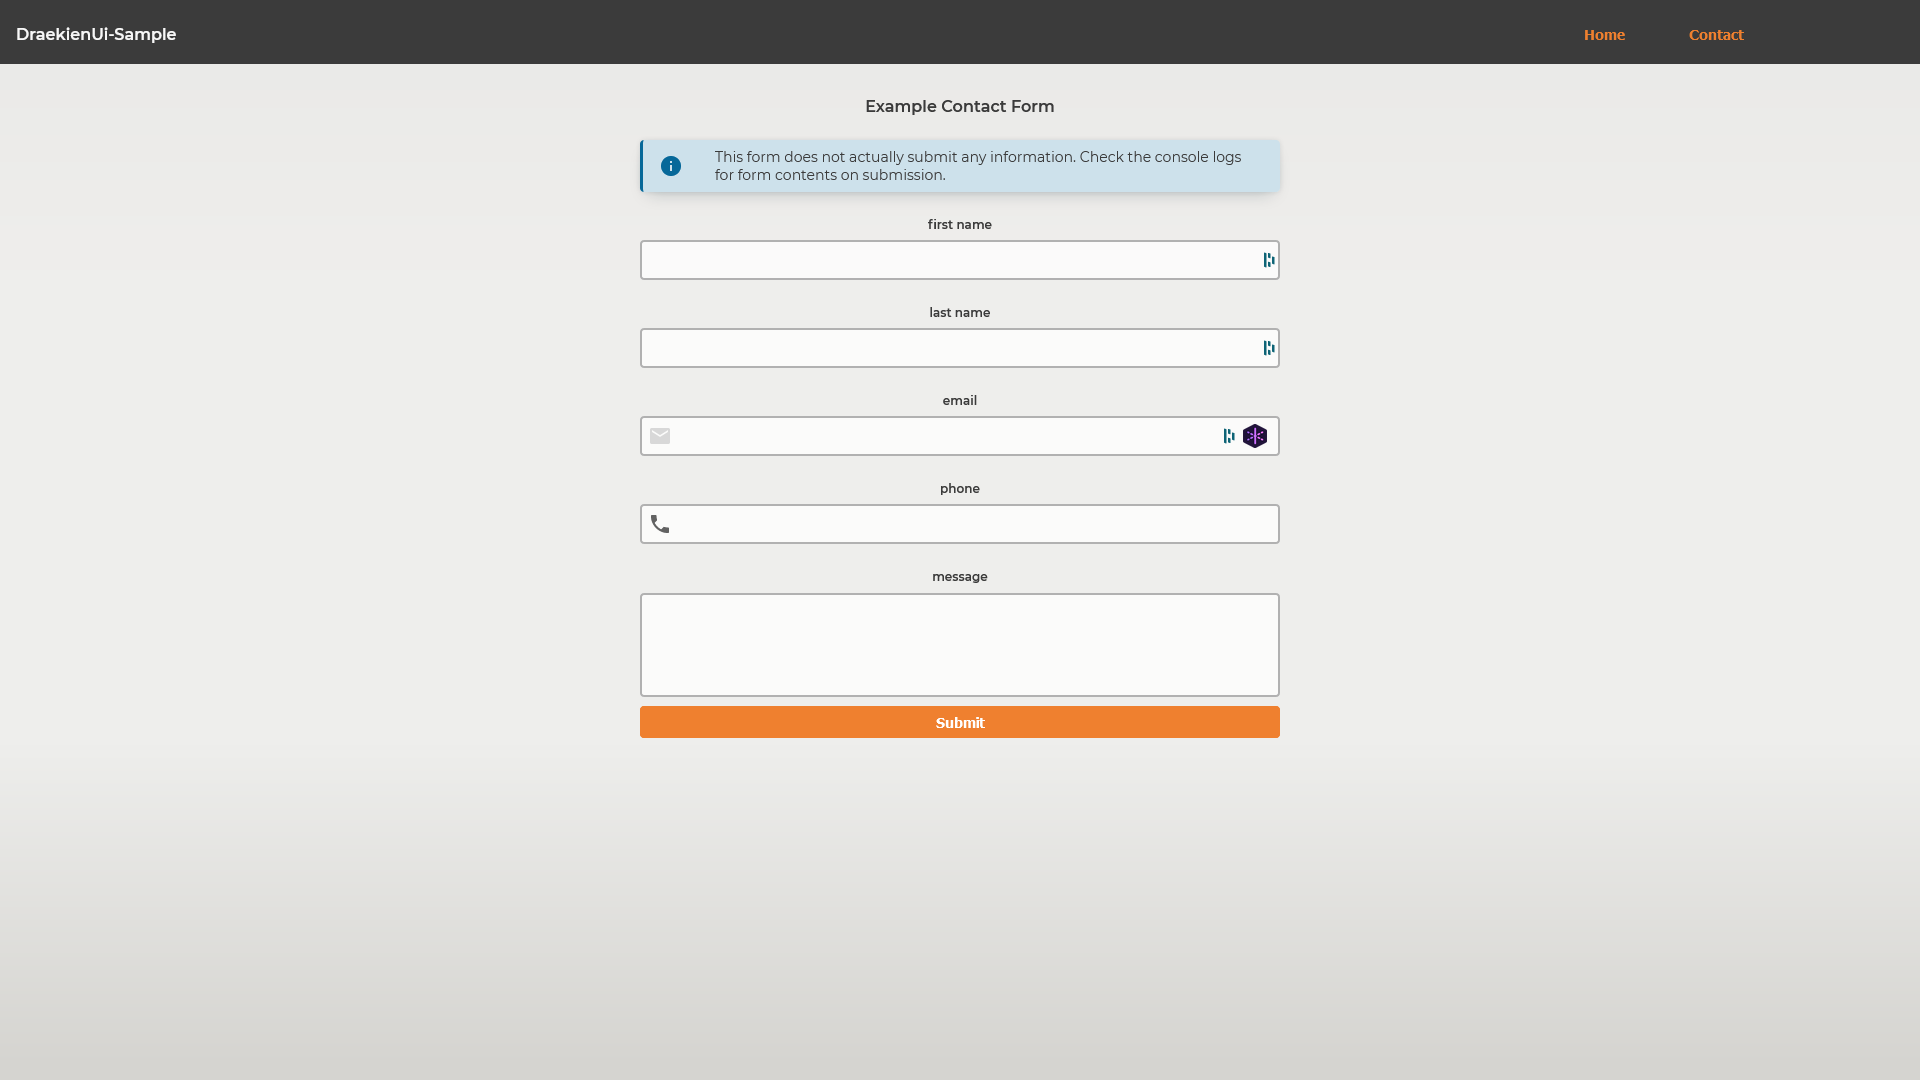 DraekienUi-Sample
Home
Contact
Example Contact Form
This form does not actually submit any information. Check the console logs
for form contents on submission.
first name
last name
email
phone
message
Submit